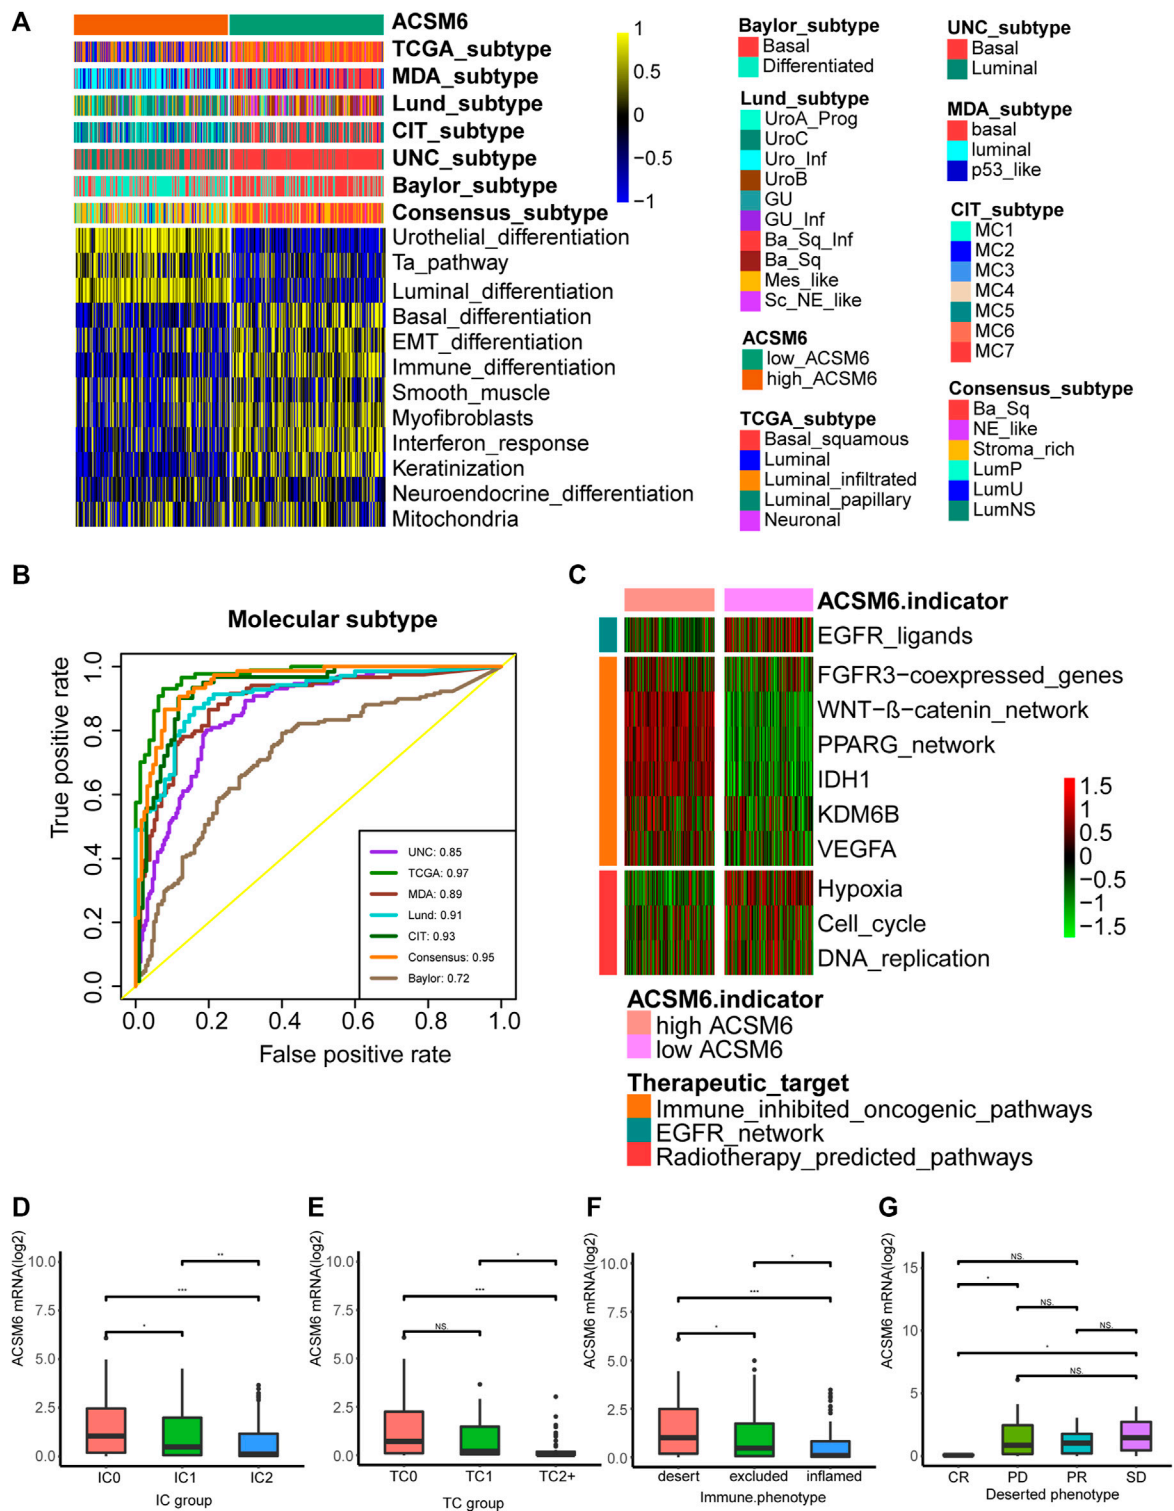 A
ACSM6
TCGA_subtype
MDA_subtype
Lund_subtype
CIT_subtype
UNC_subtype
Baylor_subtype
Consensus_subtype
Urothelial_differentiation
Ta_pathway
Luminal_differentiation
Basal_differentiation
EMT_differentiation
Immune_differentiation
Smooth_muscle
Myofibroblasts
Interferon_response
Keratinization
Neuroendocrine_differentiation
Mitochondria
1
0.5
0
−0.5
−1
Baylor_subtype
Basal
Differentiated
Lund_subtype
UroA_Prog
UroC
Uro_Inf
UroB
GU
GU_Inf
Ba_Sq_Inf
Ba_Sq
Mes_like
Sc_NE_like
ACSM6
low_ACSM6
high_ACSM6
TCGA_subtype
Basal_squamous
Luminal
Luminal_infiltrated
Luminal_papillary
Neuronal
UNC_subtype
Basal
Luminal
MDA_subtype
basal
luminal
p53_like
CIT_subtype
MC1
MC2
MC3
MC4
MC5
MC6
MC7
Consensus_subtype
Ba_Sq
NE_like
Stroma_rich
LumP
LumU
LumNS
B
Molecular subtype
True positive rate
1.0
0.8
0.6
0.4
0.2
0.0
UNC: 0.85
TCGA: 0.97
MDA: 0.89
Lund: 0.91
CIT: 0.93
Consensus: 0.95
Baylor: 0.72
0.0 0.2 0.4 0.6 0.8 1.0
False positive rate
C
ACSM6.indicator
EGFR_ligands
FGFR3−coexpressed_genes
WNT−ß−catenin_network
PPARG_network
IDH1
KDM6B
VEGFA
Hypoxia
Cell_cycle
DNA_replication
1.5
1
0.5
0
−0.5
−1
−1.5
ACSM6.indicator
high ACSM6
low ACSM6
Therapeutic_target
Immune_inhibited_oncogenic_pathways
EGFR_network
Radiotherapy_predicted_pathways
D
ACSM6 mRNA(log2)
10.0
7.5
5.0
2.5
0.0
**
***
*
IC0 IC1 IC2
IC group
E
ACSM6 mRNA(log2)
10.0
7.5
5.0
2.5
0.0
*
***
NS.
TC0 TC1 TC2+
TC group
F
ACSM6 mRNA(log2)
10.0
7.5
5.0
2.5
0.0
*
***
*
desert excluded inflamed
Immune.phenotype
G
ACSM6 mRNA(log2)
15
10
5
0
NS.
*
NS.
NS.
*
NS.
CR PD PR SD
Deserted phenotype